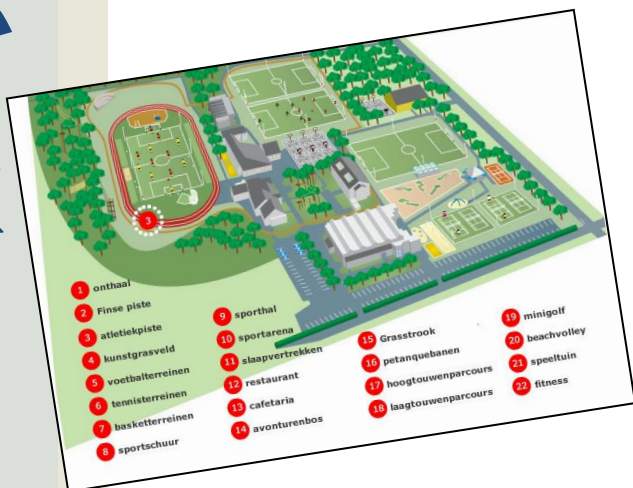 3
1 onthaal
2 Finse piste
3 atletiekpiste
4 kunstgrasveld
5 voetbalterreinen
6 tennisterreinen
7 basketterreinen
8 sportschuur
9 sporthal
10 sportarena
11 slaapvertrekken
12 restaurant
13 cafetaria
14 avonturenbos
15 Grasstrook
16 petanquebanen
17 hoogtouwenparcours
18 laagtouwenparcours
19 minigolf
20 beachvolley
21 speeltuin
22 fitness